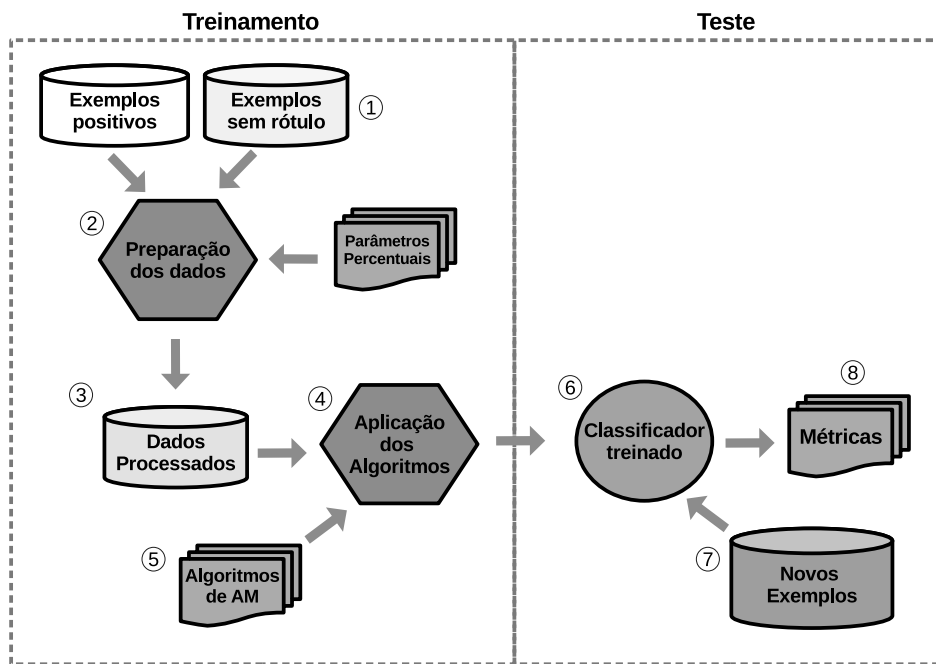 Treinamento
Teste
Exemplos
positivos
Exemplos
sem rótulo
1
2
Preparação
dos dados
Parâmetros
Percentuais
3
Dados
Processados
4
Aplicação
dos
Algoritmos
5
Algoritmos
de AM
6
Classificador
treinado
8
Métricas
7
Novos
Exemplos